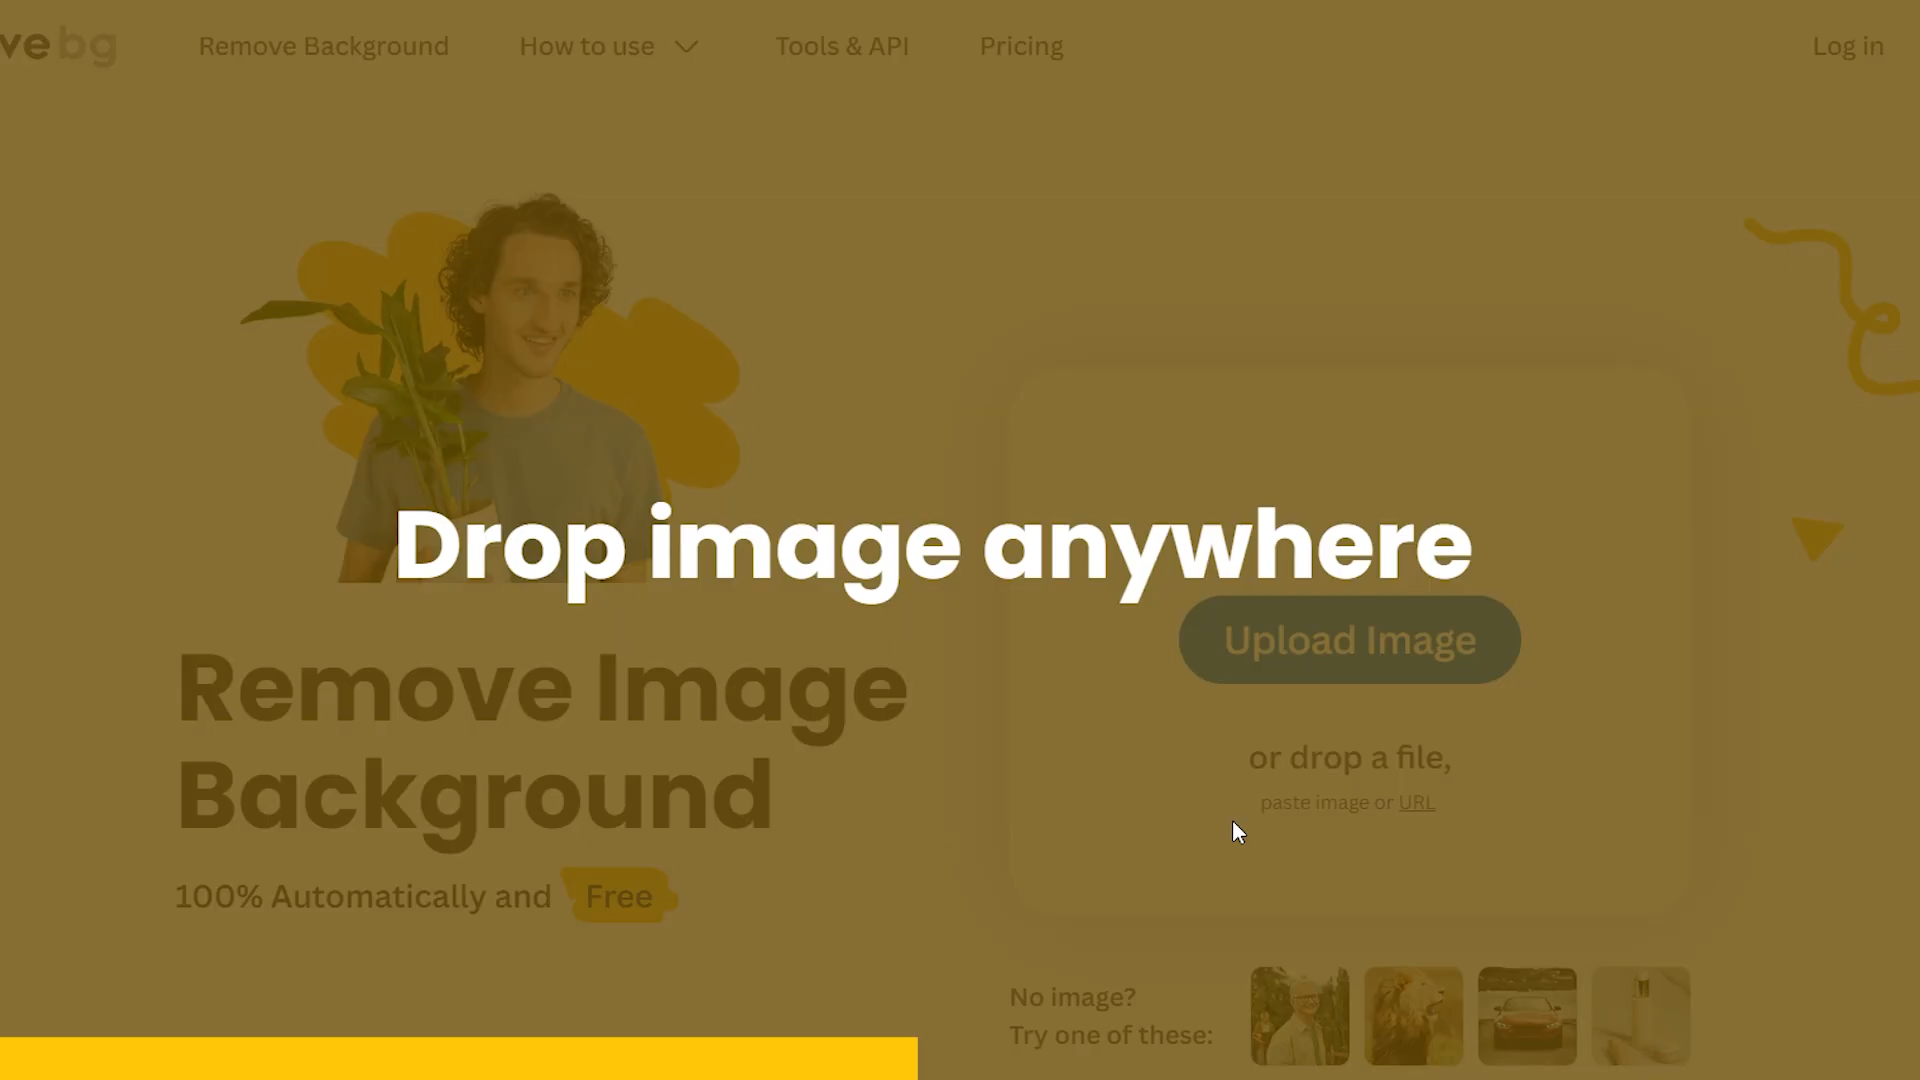 ve bg
Remove Background
How to use
Tools & API
Pricing
Log in
Drop image anywhere
Upload Image
Remove Image
Background
or drop a file,
paste image or URL
100% Automatically and Free
No image?
Try one of these: